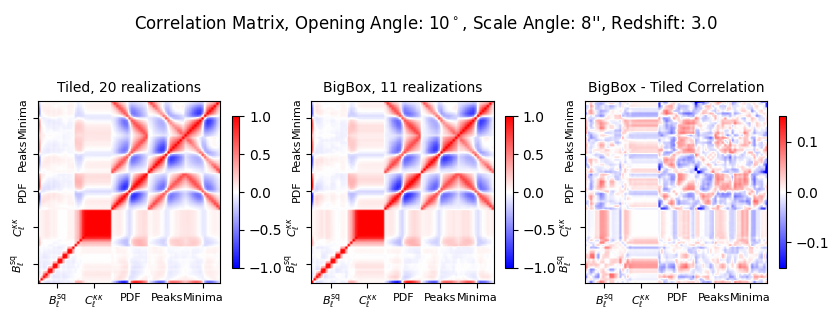 Correlation Matrix, Opening Angle: 10°, Scale Angle: 8'', Redshift: 3.0
Tiled, 20 realizations
BigBox, 11 realizations
BigBox - Tiled Correlation
Minima
Peaks
PDF
C_ℓ^κκ
B_ℓ^sq
B_ℓ^sq C_ℓ^κκ PDF Peaks Minima
1.0
0.5
0.0
−0.5
−1.0
Minima
Peaks
PDF
C_ℓ^κκ
B_ℓ^sq
B_ℓ^sq C_ℓ^κκ PDF Peaks Minima
1.0
0.5
0.0
−0.5
−1.0
Minima
Peaks
PDF
C_ℓ^κκ
B_ℓ^sq
B_ℓ^sq C_ℓ^κκ PDF Peaks Minima
0.1
0.0
−0.1